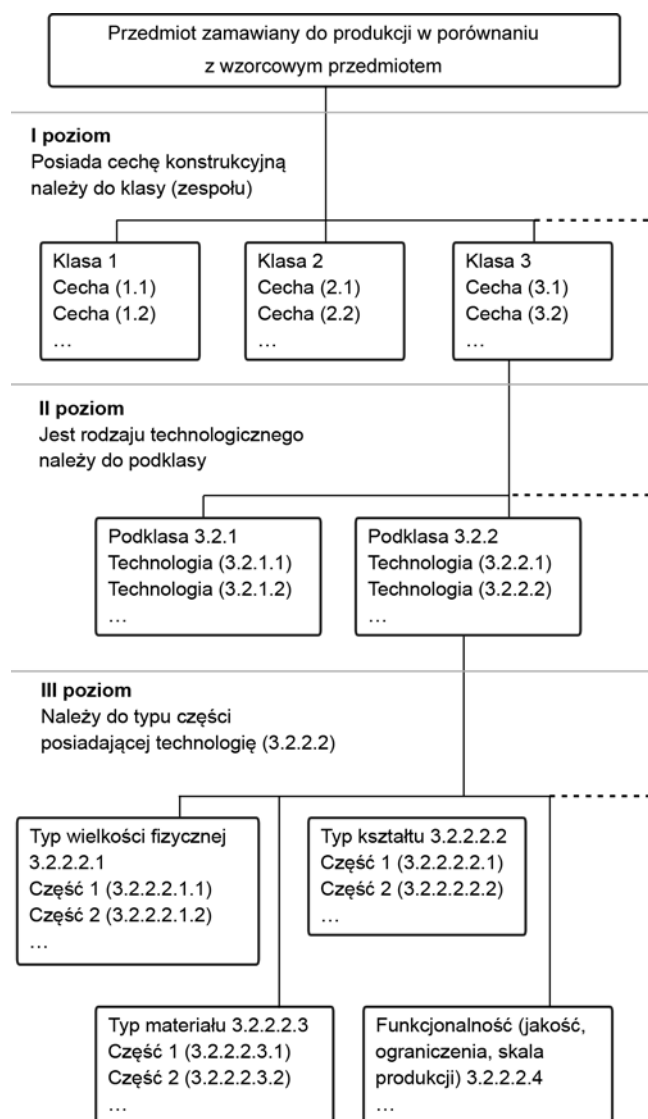 Przedmiot zamawiany do produkcji w porównaniu
z wzorcowym przedmiotem
I poziom
Posiada cechę konstrukcyjną
należy do klasy (zespołu)
Klasa 1
Cecha (1.1)
Cecha (1.2)
…
Klasa 2
Cecha (2.1)
Cecha (2.2)
…
Klasa 3
Cecha (3.1)
Cecha (3.2)
…
II poziom
Jest rodzaju technologicznego
należy do podklasy
Podklasa 3.2.1
Technologia (3.2.1.1)
Technologia (3.2.1.2)
…
Podklasa 3.2.2
Technologia (3.2.2.1)
Technologia (3.2.2.2)
…
III poziom
Należy do typu części
posiadającej technologię (3.2.2.2)
Typ wielkości fizycznej
3.2.2.2.1
Część 1 (3.2.2.2.1.1)
Część 2 (3.2.2.2.1.2)
…
Typ kształtu 3.2.2.2.2
Część 1 (3.2.2.2.2.1)
Część 2 (3.2.2.2.2.2)
…
Typ materiału 3.2.2.2.3
Część 1 (3.2.2.2.3.1)
Część 2 (3.2.2.2.3.2)
…
Funkcjonalność (jakość,
ograniczenia, skala
produkcji) 3.2.2.2.4
…